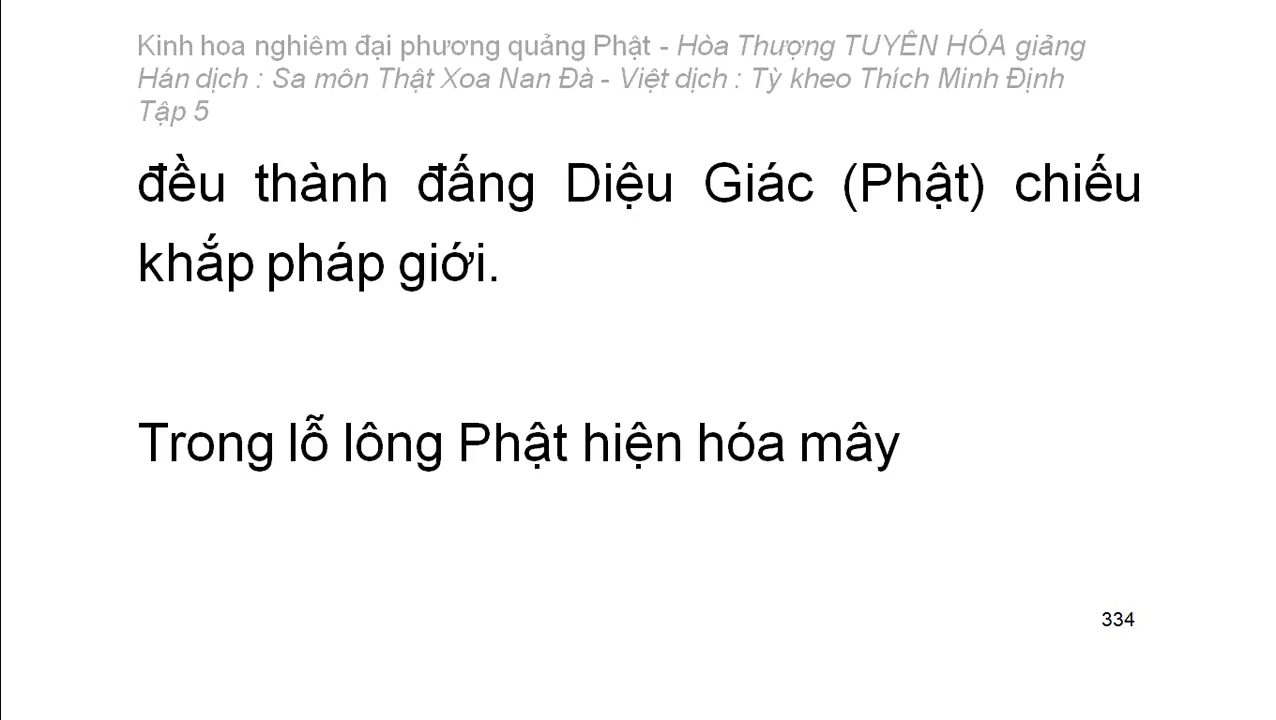 Kinh hoa nghiêm đại phương quảng Phật - Hòa Thượng TUYÊN HÓA giảng
Hán dịch : Sa môn Thật Xoa Nan Đà - Việt dịch : Tỳ kheo Thích Minh Định
Tập 5
đều thành đấng Diệu Giác (Phật) chiếu
khắp pháp giới.
Trong lỗ lông Phật hiện hóa mây
334